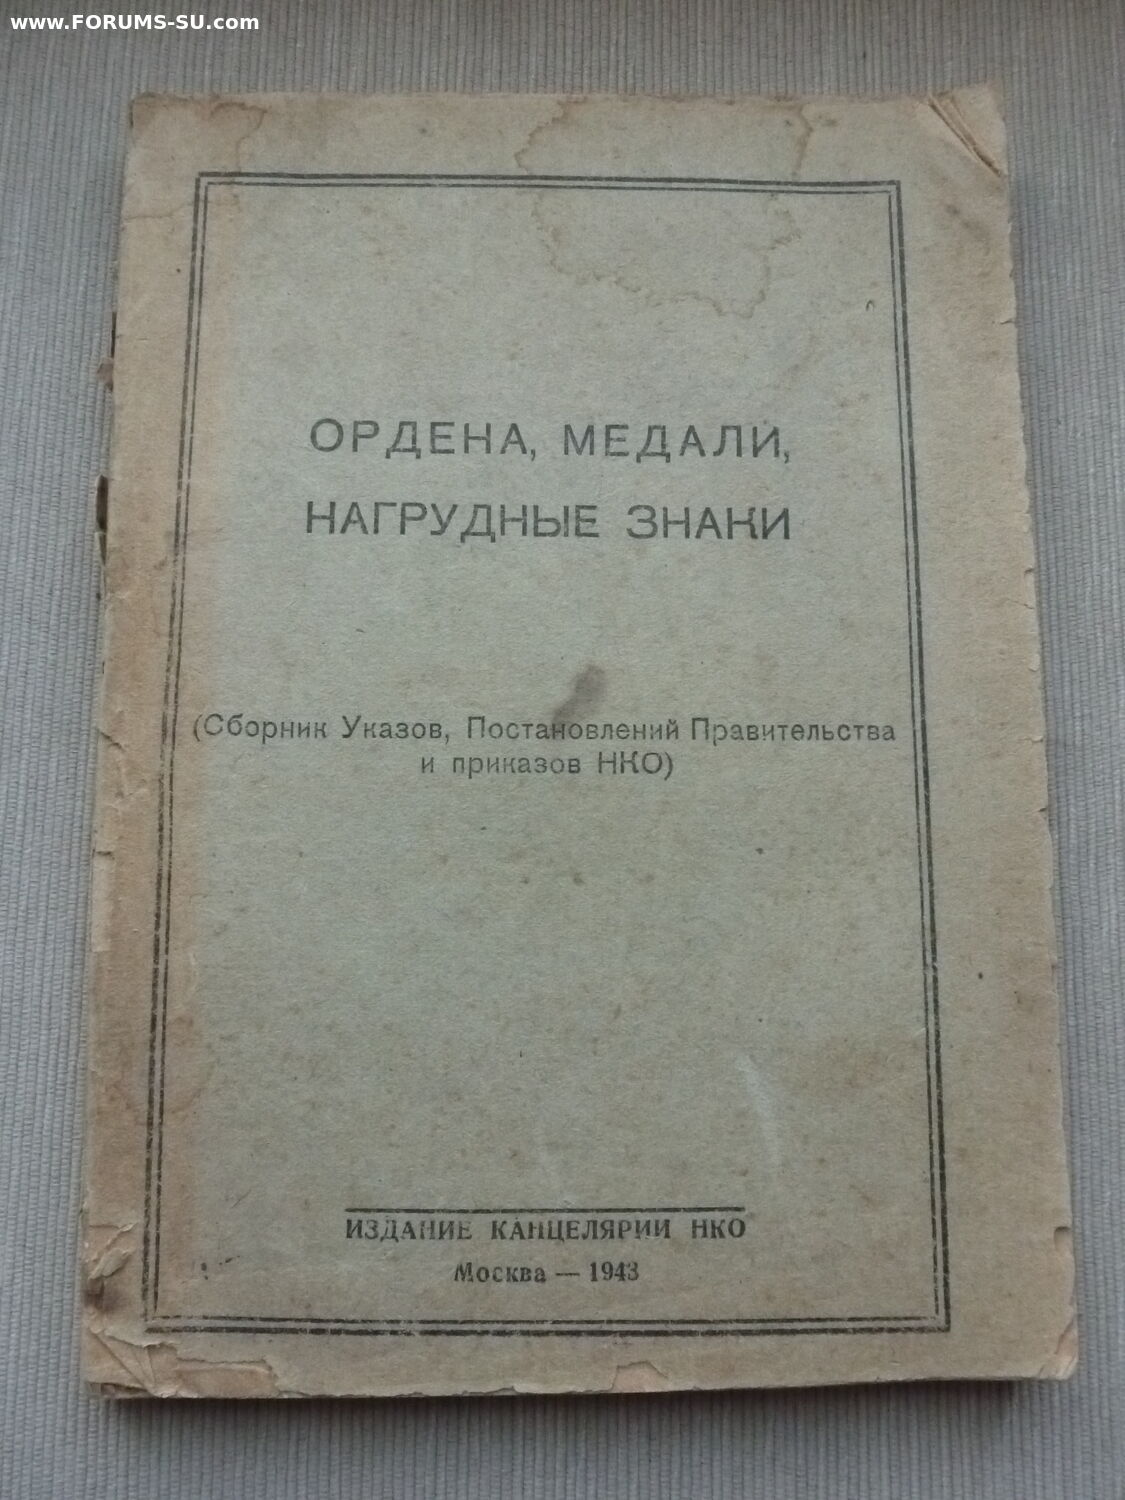 www.FORUMS-SU.com
ОРДЕНА, МЕДАЛИ,
НАГРУДНЫЕ ЗНАКИ
(Сборник Указов, Постановлений Правительства
и приказов НКО)
ИЗДАНИЕ КАНЦЕЛЯРИИ НКО
Москва — 1943